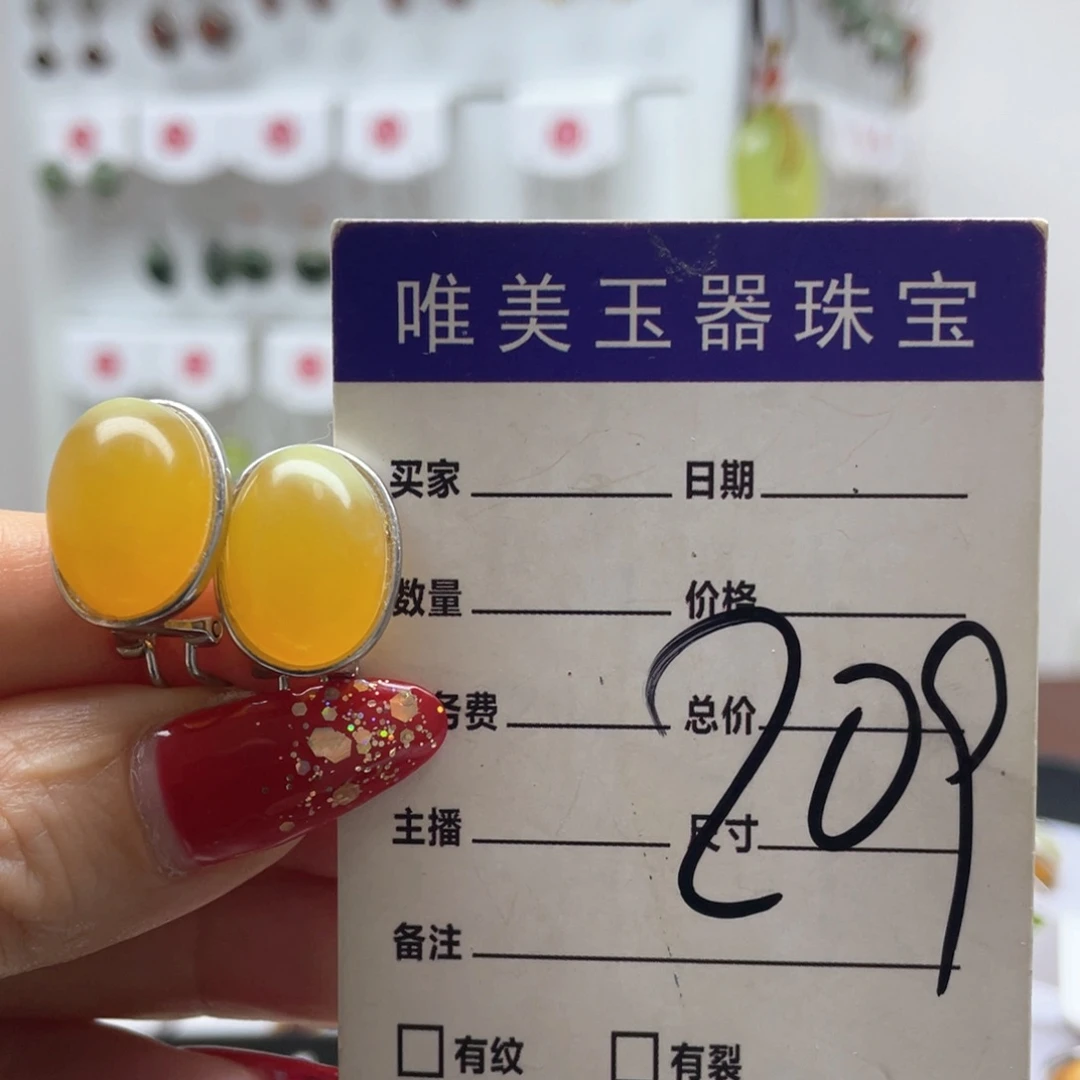 唯美玉器珠宝
买家 日期
数量 价格
务费 总价
209
主播 尺寸
备注
有纹 有裂